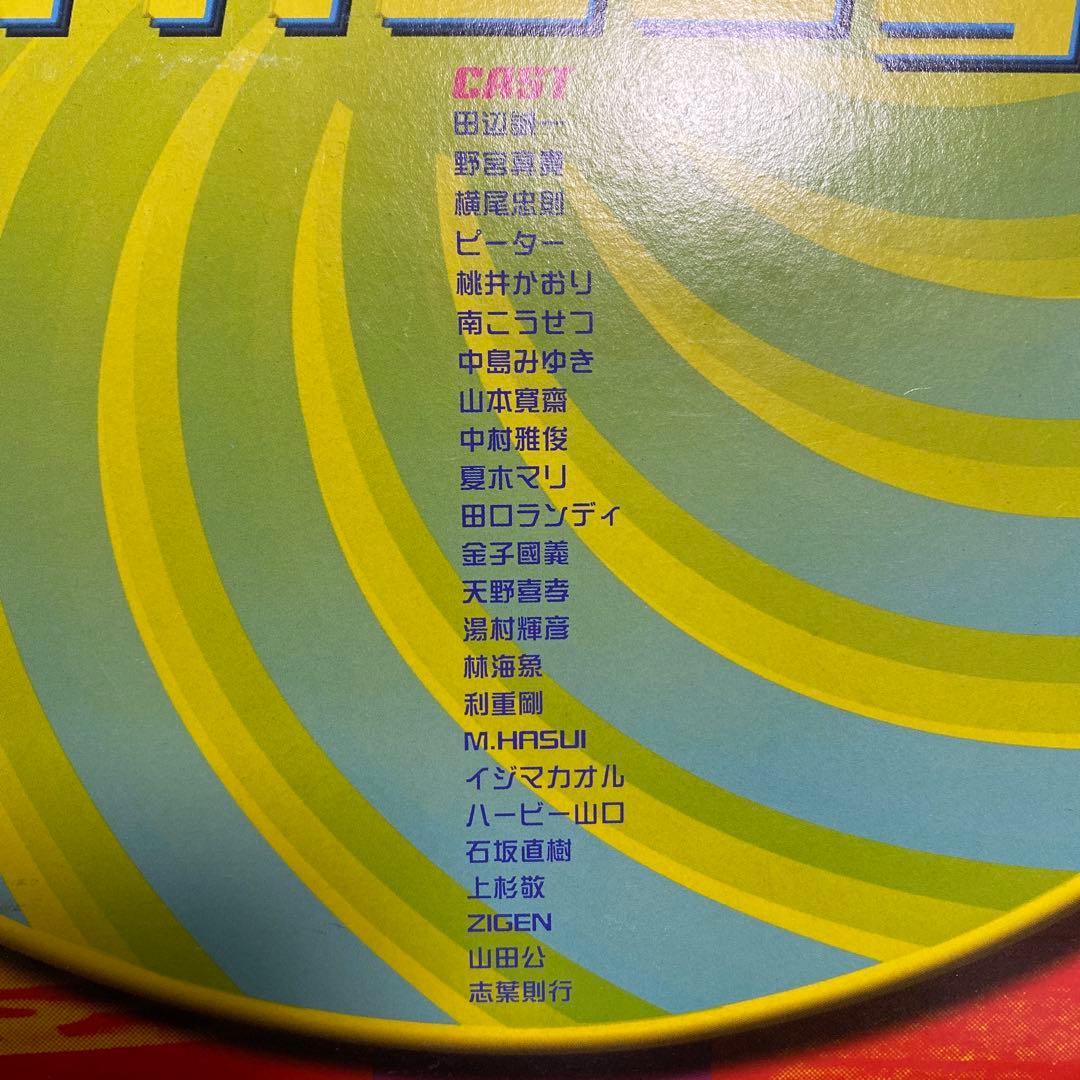 CAST
田辺誠一
野宮真貴
横尾忠則
ピーター
桃井かおり
南こうせつ
中島みゆき
山本寛齋
中村雅俊
夏木マリ
田口ランディ
金子國義
天野喜孝
湯村輝彦
林海象
利重剛
M.HASUI
イジマカオル
ハービー山口
石坂直樹
上杉敬
ZIGEN
山田公
志葉則行